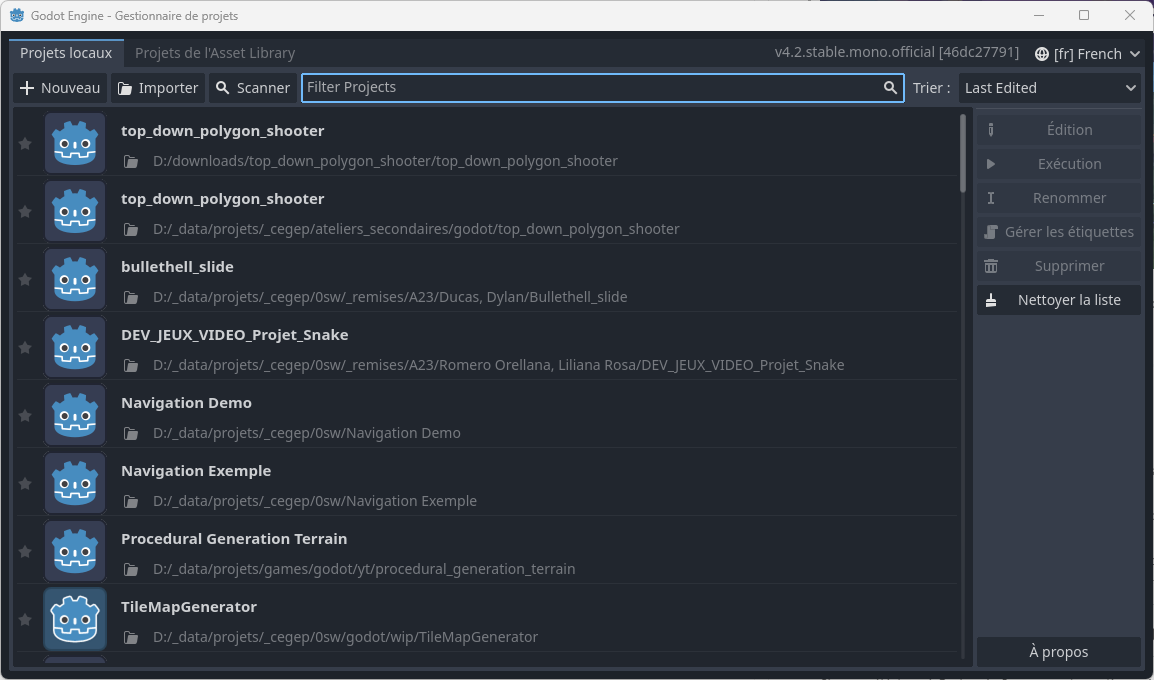 Godot Engine - Gestionnaire de projets
Projets locaux
Projets de l'Asset Library
v4.2.stable.mono.official [46dc27791]
[fr] French
Nouveau
Importer
Scanner
Filter Projects
Trier :
Last Edited
top_down_polygon_shooter
D:/downloads/top_down_polygon_shooter/top_down_polygon_shooter
top_down_polygon_shooter
D:/_data/projets/_cegep/ateliers_secondaires/godot/top_down_polygon_shooter
bullethell_slide
D:/_data/projets/_cegep/0sw/_remises/A23/Ducas, Dylan/Bullethell_slide
DEV_JEUX_VIDEO_Projet_Snake
D:/_data/projets/_cegep/0sw/_remises/A23/Romero Orellana, Liliana Rosa/DEV_JEUX_VIDEO_Projet_Snake
Navigation Demo
D:/_data/projets/_cegep/0sw/Navigation Demo
Navigation Exemple
D:/_data/projets/_cegep/0sw/Navigation Exemple
Procedural Generation Terrain
D:/_data/projets/games/godot/yt/procedural_generation_terrain
TileMapGenerator
D:/_data/projets/_cegep/0sw/godot/wip/TileMapGenerator
Édition
Exécution
Renommer
Gérer les étiquettes
Supprimer
Nettoyer la liste
À propos